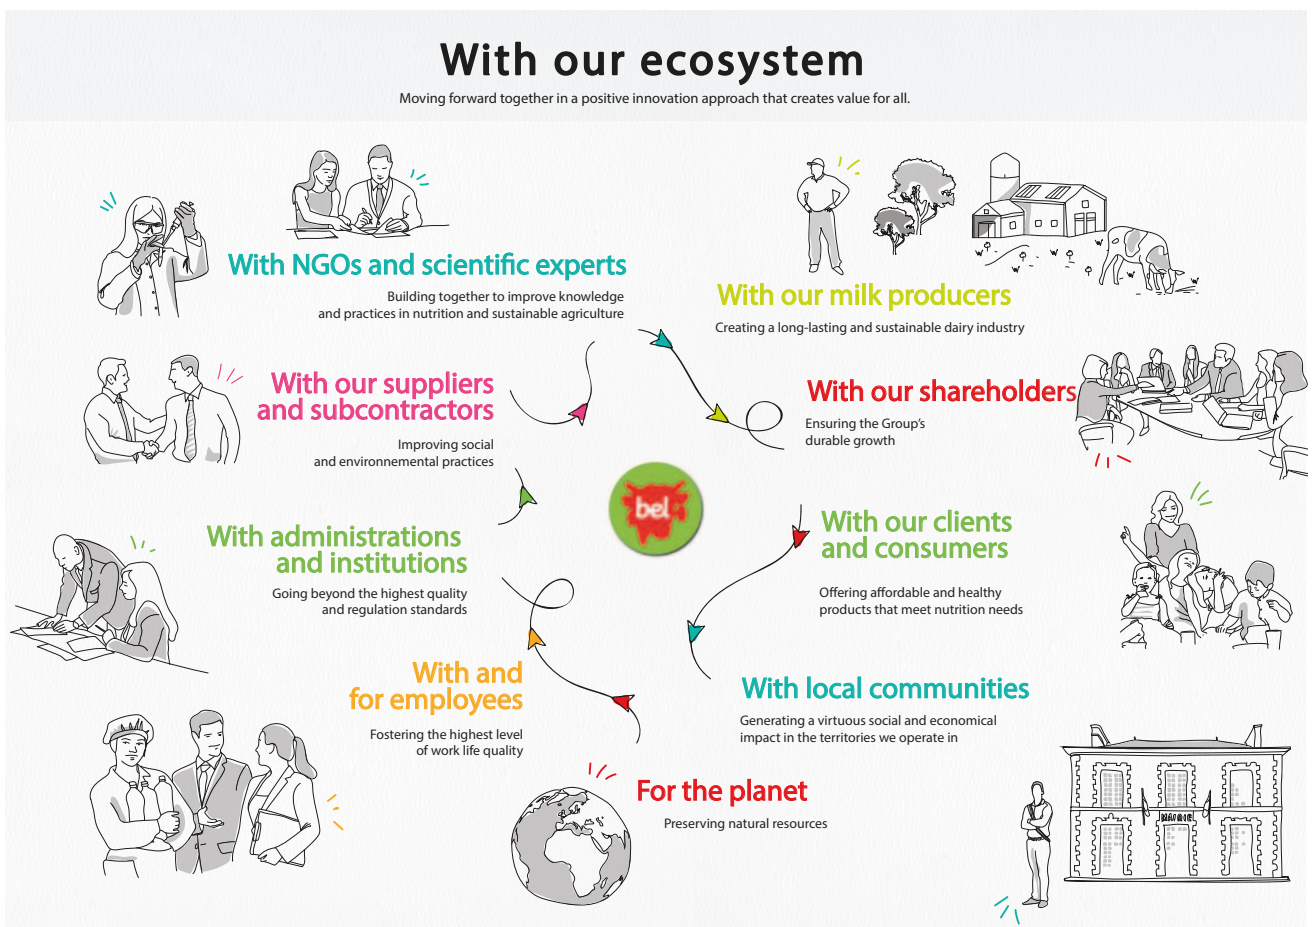 With our ecosystem
Moving forward together in a positive innovation approach that creates value for all.
With NGOs and scientific experts
Building together to improve knowledge
and practices in nutrition and sustainable agriculture
With our milk producers
Creating a long-lasting and sustainable dairy industry
With our suppliers
and subcontractors
Improving social
and environnemental practices
With our shareholders
Ensuring the Group's
durable growth
bel
With administrations
and institutions
Going beyond the highest quality
and regulation standards
With our clients
and consumers
Offering affordable and healthy
products that meet nutrition needs
With and
for employees
Fostering the highest level
of work life quality
With local communities
Generating a virtuous social and economical
impact in the territories we operate in
MAIRIE
For the planet
Preserving natural resources